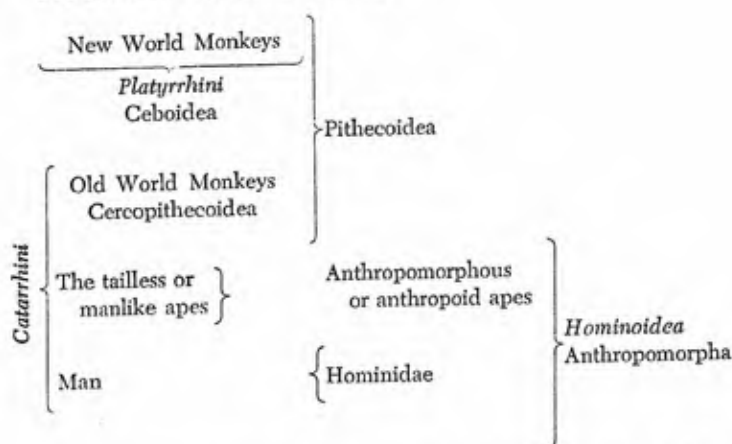 New World Monkeys
Platyrrhini
Ceboidea
Pithecoidea
Catarrhini
Old World Monkeys
Cercopithecoidea
The tailless or
manlike apes
Anthropomorphous
or anthropoid apes
Hominoidea
Anthropomorpha
Man
Hominidae